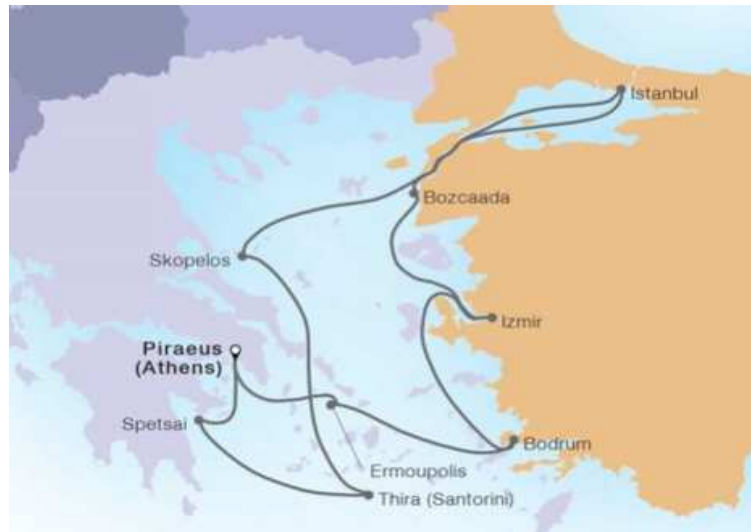 Istanbul
Bozcaada
Skopelos
Izmir
Piraeus
(Athens)
Spetsai
Bodrum
Ermoupolis
Thira (Santorini)